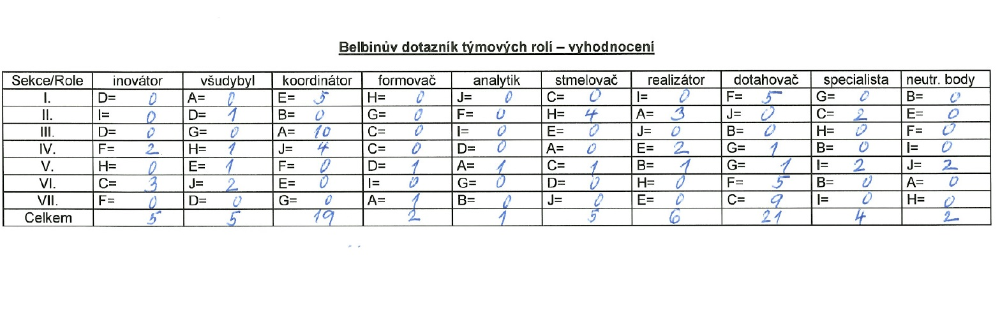 Belbinův dotazník týmových rolí – vyhodnocení
Sekce/Role inovátor všudybyl koordinátor formovač analytik stmelovač realizátor dotahovač specialista neutr. body
I. D= 0 A= 0 E= 5 H= 0 J= 0 C= 0 I= 0 F= 5 G= 0 B= 0
II. I= 0 D= 1 B= 0 G= 0 F= 0 H= 4 A= 3 J= 0 C= 2 E= 0
III. D= 0 G= 0 A= 10 C= 0 I= 0 E= 0 J= 0 B= 0 H= 0 F= 0
IV. F= 2 H= 1 J= 4 C= 0 D= 0 A= 0 E= 2 G= 1 B= 0 I= 0
V. H= 0 E= 1 F= 0 D= 1 A= 1 C= 1 B= 1 G= 1 I= 2 J= 2
VI. C= 3 J= 2 E= 0 I= 0 G= 0 D= 0 H= 0 F= 5 B= 0 A= 0
VII. F= 0 D= 0 G= 0 A= 1 B= 0 J= 0 E= 0 C= 9 I= 0 H= 0
Celkem 5 5 19 2 1 5 6 21 4 2